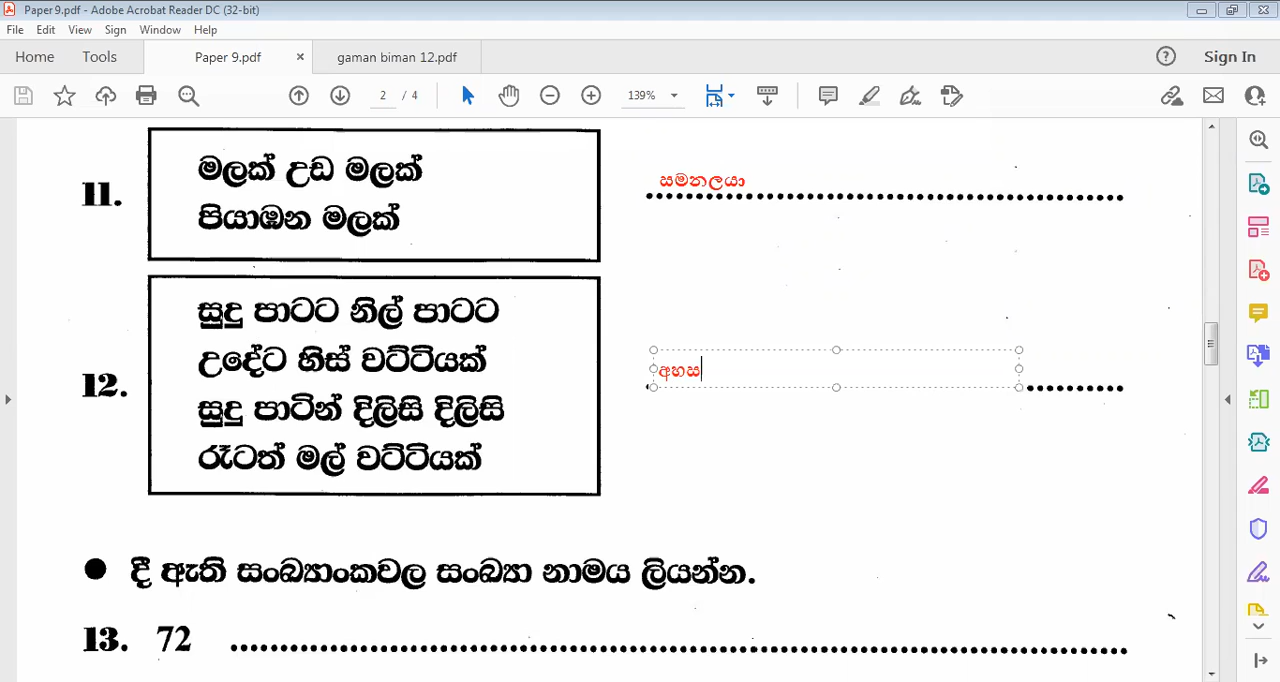 Paper 9.pdf - Adobe Acrobat Reader DC (32-bit)
File Edit View Sign Window Help
Home Tools Paper 9.pdf × gaman biman 12.pdf Sign In
2 / 4 139%
11. මලක් උඩ මලක්
පියාඹන මලක්
සමනලයා
12. සුදු පාටට නිල් පාටට
උදේට හිස් වට්ටියක්
සුදු පාටින් දිලිසි දිලිසි
රෑටත් මල් වට්ටියක්
අහස
● දී ඇති සංඛ්‍යාංකවල සංඛ්‍යා නාමය ලියන්න.
13. 72